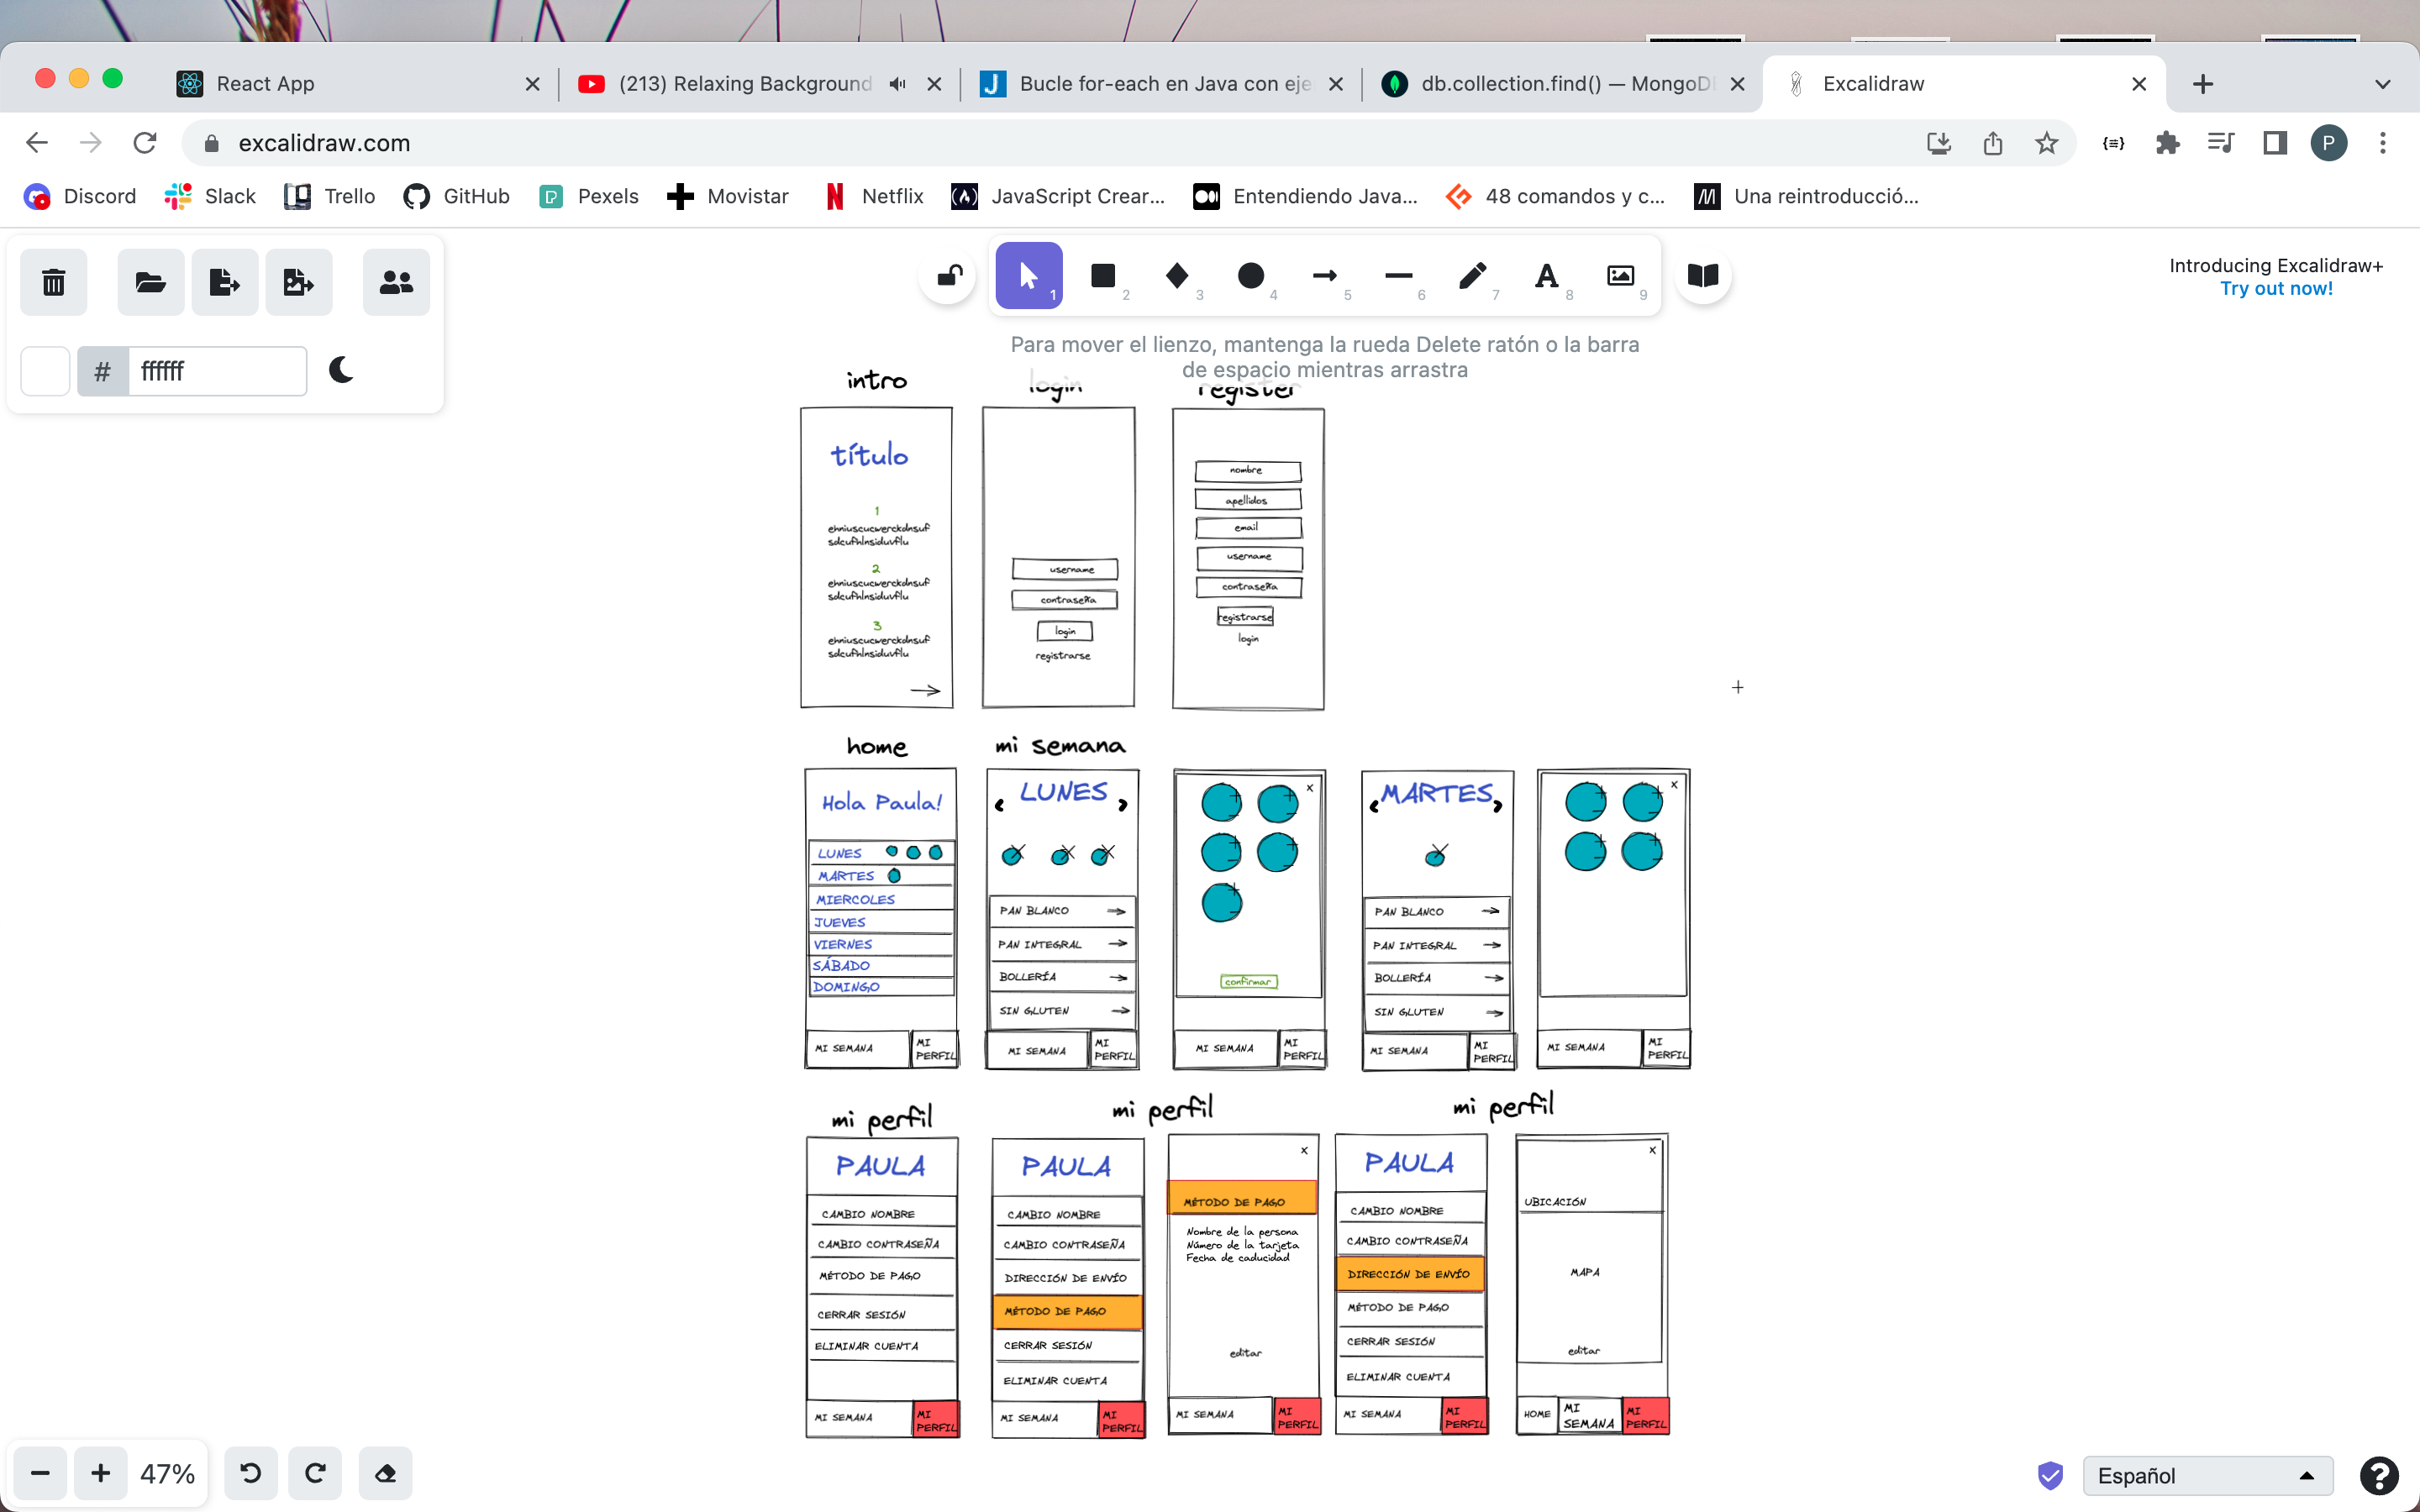 React App
(213) Relaxing Background
Bucle for-each en Java con eje
db.collection.find() — MongoD
Excalidraw
excalidraw.com
P
Discord
Slack
Trello
GitHub
Pexels
Movistar
Netflix
JavaScript Crear...
Entendiendo Java...
48 comandos y c...
Una reintroducció...
1
2
3
4
5
6
7
8
9
Introducing Excalidraw+
Try out now!
# ffffff
Para mover el lienzo, mantenga la rueda Delete ratón o la barra
de espacio mientras arrastra
intro
login
register
título
1
ehniuscucwerckdnsuf
sdcufhlnsiduvflu
2
ehniuscucwerckdnsuf
sdcufhlnsiduvflu
3
ehniuscucwerckdnsuf
sdcufhlnsiduvflu
username
contraseña
login
registrarse
nombre
apellidos
email
username
contraseña
registrarse
login
home
mi semana
Hola Paula!
LUNES
MARTES
MIERCOLES
JUEVES
VIERNES
SÁBADO
DOMINGO
MI SEMANA
MI
PERFIL
LUNES
PAN BLANCO
PAN INTEGRAL
BOLLERÍA
SIN GLUTEN
MI SEMANA
MI
PERFIL
x
confirmar
MI SEMANA
MI
PERFIL
MARTES
PAN BLANCO
PAN INTEGRAL
BOLLERÍA
SIN GLUTEN
MI SEMANA
MI
PERFIL
x
MI SEMANA
MI
PERFIL
mi perfil
mi perfil
mi perfil
PAULA
CAMBIO NOMBRE
CAMBIO CONTRASEÑA
MÉTODO DE PAGO
CERRAR SESIÓN
ELIMINAR CUENTA
MI SEMANA
MI
PERFIL
PAULA
CAMBIO NOMBRE
CAMBIO CONTRASEÑA
DIRECCIÓN DE ENVÍO
MÉTODO DE PAGO
CERRAR SESIÓN
ELIMINAR CUENTA
MI SEMANA
MI
PERFIL
x
MÉTODO DE PAGO
Nombre de la persona
Número de la tarjeta
Fecha de caducidad
editar
MI SEMANA
MI
PERFIL
PAULA
CAMBIO NOMBRE
CAMBIO CONTRASEÑA
DIRECCIÓN DE ENVÍO
MÉTODO DE PAGO
CERRAR SESIÓN
ELIMINAR CUENTA
MI SEMANA
MI
PERFIL
x
UBICACIÓN
MAPA
editar
HOME
MI
SEMANA
MI
PERFIL
47%
Español